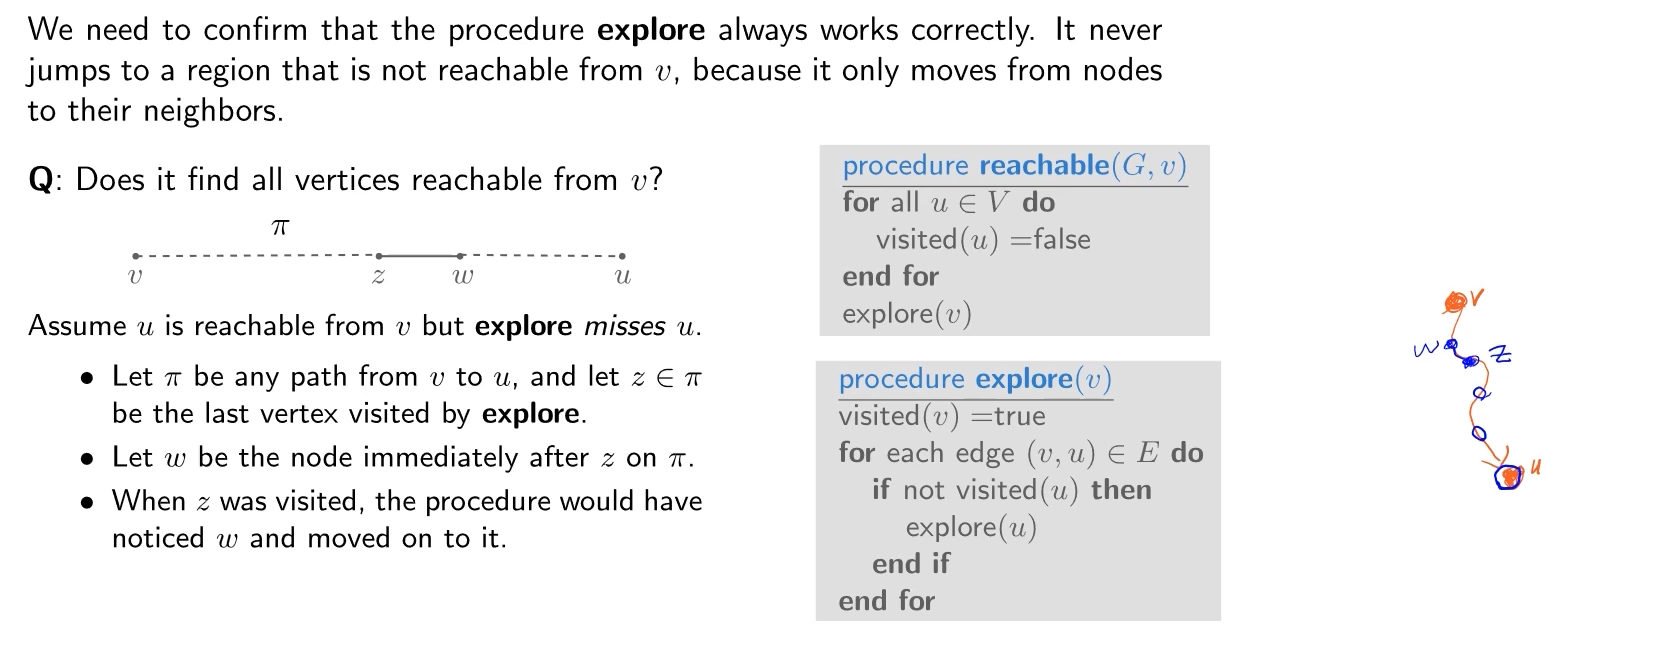 We need to confirm that the procedure explore always works correctly. It never
jumps to a region that is not reachable from v, because it only moves from nodes
to their neighbors.
Q: Does it find all vertices reachable from v?
π
v z w u
Assume u is reachable from v but explore misses u.
• Let π be any path from v to u, and let z ∈ π
be the last vertex visited by explore.
• Let w be the node immediately after z on π.
• When z was visited, the procedure would have
noticed w and moved on to it.
procedure reachable(G, v)
for all u ∈ V do
visited(u) =false
end for
explore(v)
procedure explore(v)
visited(v) =true
for each edge (v, u) ∈ E do
if not visited(u) then
explore(u)
end if
end for
v
w z
u